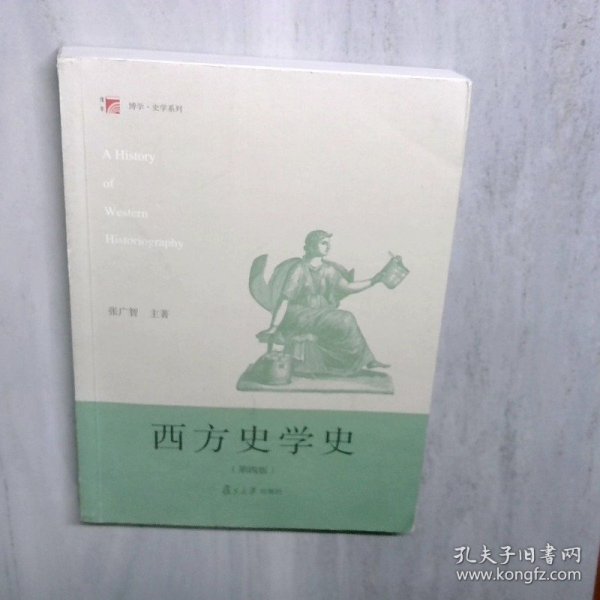 博学·史学系列
A History
of
Western
Historiography
张广智 主著
西方史学史
（第四版）
复旦大学出版社
孔夫子旧书网
www.kongfz.com